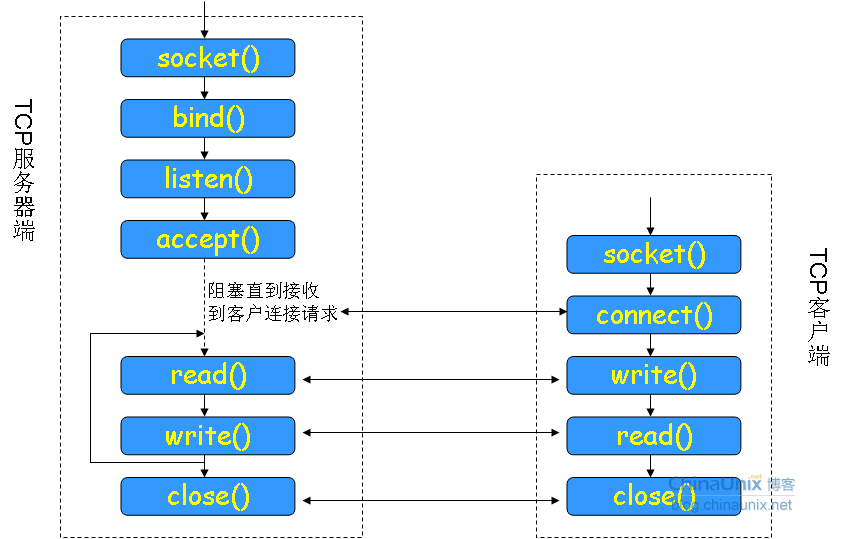 TCP服务器端
socket()
bind()
listen()
accept()
阻塞直到接收
到客户连接请求
read()
write()
close()
TCP客户端
socket()
connect()
write()
read()
close()
ChinaUnix.net 博客
blog.chinaunix.net